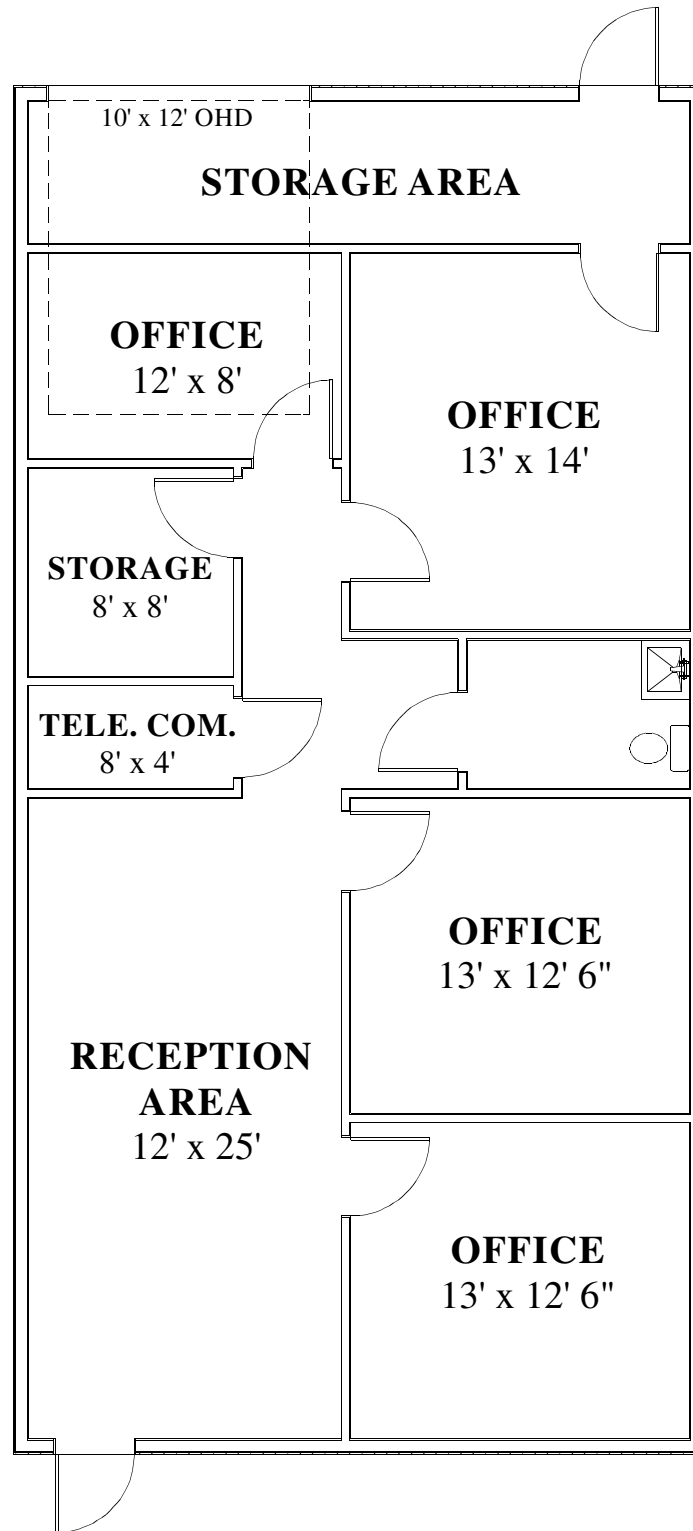 10' x 12' OHD
STORAGE AREA
OFFICE
12' x 8'
OFFICE
13' x 14'
STORAGE
8' x 8'
TELE. COM.
8' x 4'
OFFICE
13' x 12' 6"
RECEPTION
AREA
12' x 25'
OFFICE
13' x 12' 6"